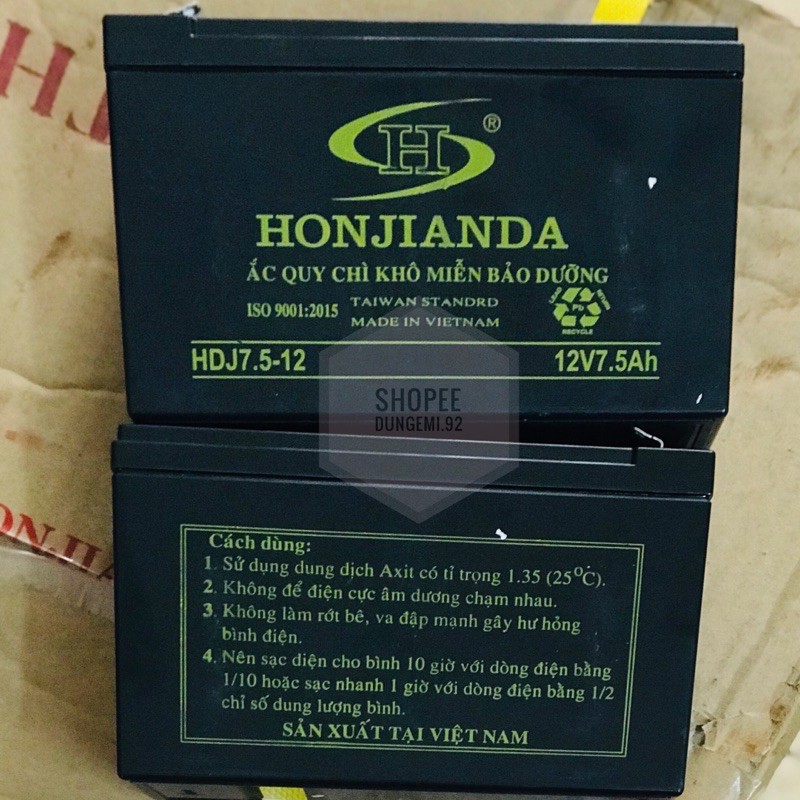 H ®
HONJIANDA
ẮC QUY CHÌ KHÔ MIỄN BẢO DƯỠNG
ISO 9001:2015
TAIWAN STANDRD
MADE IN VIETNAM
Pb
RECYCLE
HDJ7.5-12
12V7.5Ah
SHOPEE
DUNGEMI.92
Cách dùng:
1. Sử dụng dung dịch Axit có tỉ trọng 1.35 (25°C).
2. Không để điện cực âm dương chạm nhau.
3. Không làm rớt bể, va đập mạnh gây hư hỏng
bình điện.
4. Nên sạc điện cho bình 10 giờ với dòng điện bằng
1/10 hoặc sạc nhanh 1 giờ với dòng điện bằng 1/2
chỉ số dung lượng bình.
SẢN XUẤT TẠI VIỆT NAM